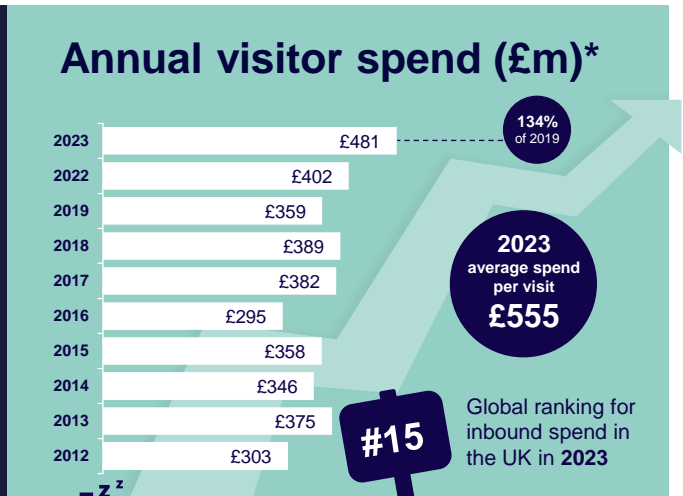 Annual visitor spend (£m)*
2023 £481
134%
of 2019
2022 £402
2019 £359
2018 £389
2017 £382
2016 £295
2015 £358
2014 £346
2013 £375
2012 £303
2023
average spend
per visit
£555
#15
Global ranking for
inbound spend in
the UK in 2023
z z